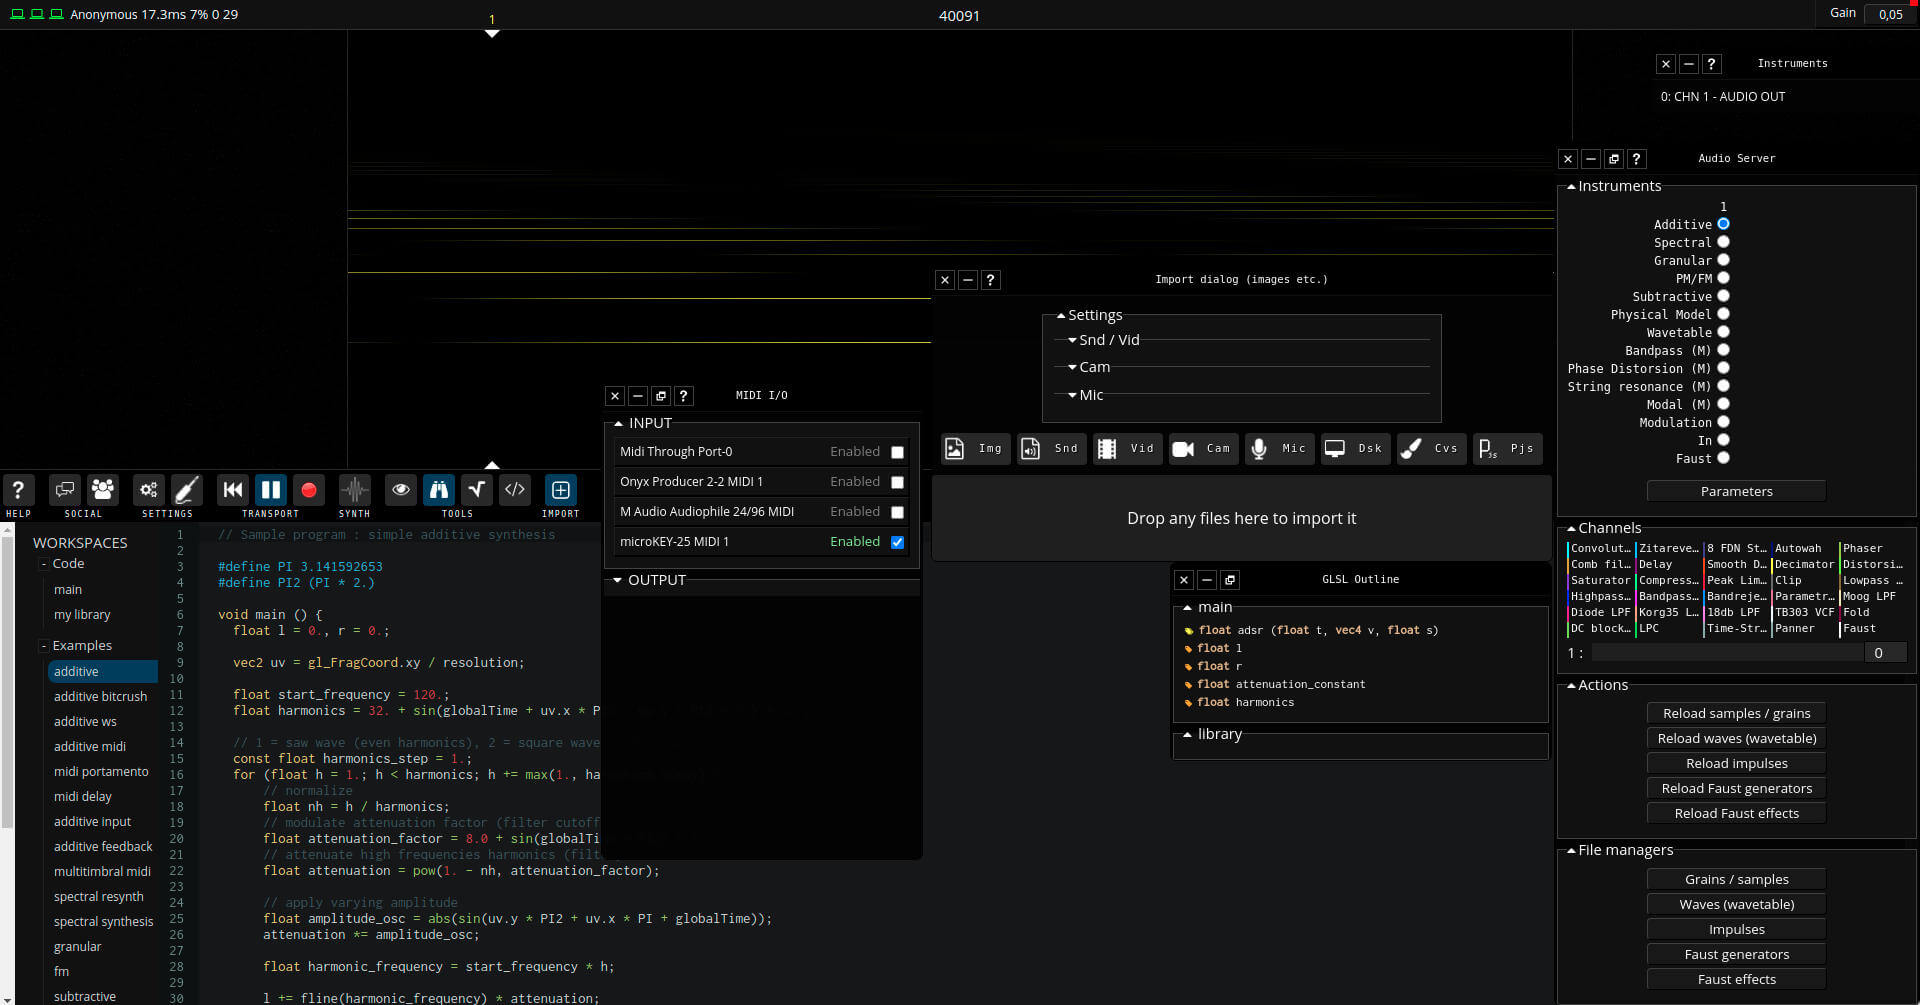 Anonymous 17.3ms 7% 0 29
1
40091
Gain 0,05
Instruments
0: CHN 1 - AUDIO OUT
Audio Server
Instruments
1
Additive
Spectral
Granular
PM/FM
Subtractive
Physical Model
Wavetable
Bandpass (M)
Phase Distortion (M)
String resonance (M)
Modal (M)
Modulation
In
Faust
Parameters
Channels
Convolut… Zitareve… 8 FDN St… Autowah Phaser
Comb fil… Delay Smooth D… Decimator Distorsi…
Saturator Compress… Peak Lim… Clip Lowpass …
Highpass… Bandpass… Bandreje… Parametr… Moog LPF
Diode LPF Korg35 L… 18db LPF TB303 VCF Fold
DC block… LPC Time-Str… Panner Faust
1 : 0
Actions
Reload samples / grains
Reload waves (wavetable)
Reload impulses
Reload Faust generators
Reload Faust effects
File managers
Grains / samples
Waves (wavetable)
Impulses
Faust generators
Faust effects
Import dialog (images etc.)
Settings
Snd / Vid
Cam
Mic
Img Snd Vid Cam Mic Dsk Cvs Pjs
Drop any files here to import it
MIDI I/O
INPUT
Midi Through Port-0 Enabled
Onyx Producer 2-2 MIDI 1 Enabled
M Audio Audiophile 24/96 MIDI Enabled
microKEY-25 MIDI 1 Enabled
OUTPUT
GLSL Outline
main
float adsr (float t, vec4 v, float s)
float l
float r
float attenuation_constant
float harmonics
library
HELP SOCIAL SETTINGS TRANSPORT SYNTH TOOLS IMPORT
WORKSPACES
- Code
main
my library
- Examples
additive
additive bitcrush
additive ws
additive midi
midi portamento
midi delay
additive input
additive feedback
multitimbral midi
spectral resynth
spectral synthesis
granular
fm
subtractive
1 // Sample program : simple additive synthesis
2
3 #define PI 3.141592653
4 #define PI2 (PI * 2.)
5
6 void main () {
7 float l = 0., r = 0.;
8
9 vec2 uv = gl_FragCoord.xy / resolution;
10
11 float start_frequency = 120.;
12 float harmonics = 32. + sin(globalTime + uv.x * P
13
14 // 1 = saw wave (even harmonics), 2 = square wave
15 const float harmonics_step = 1.;
16 for (float h = 1.; h < harmonics; h += max(1., ha
17 // normalize
18 float nh = h / harmonics;
19 // modulate attenuation factor (filter cutoff
20 float attenuation_factor = 8.0 + sin(globalTi
21 // attenuate high frequencies harmonics (filt
22 float attenuation = pow(1. - nh, attenuation_factor);
23
24 // apply varying amplitude
25 float amplitude_osc = abs(sin(uv.y * PI2 + uv.x * PI + globalTime));
26 attenuation *= amplitude_osc;
27
28 float harmonic_frequency = start_frequency * h;
29
30 l += fline(harmonic_frequency) * attenuation;